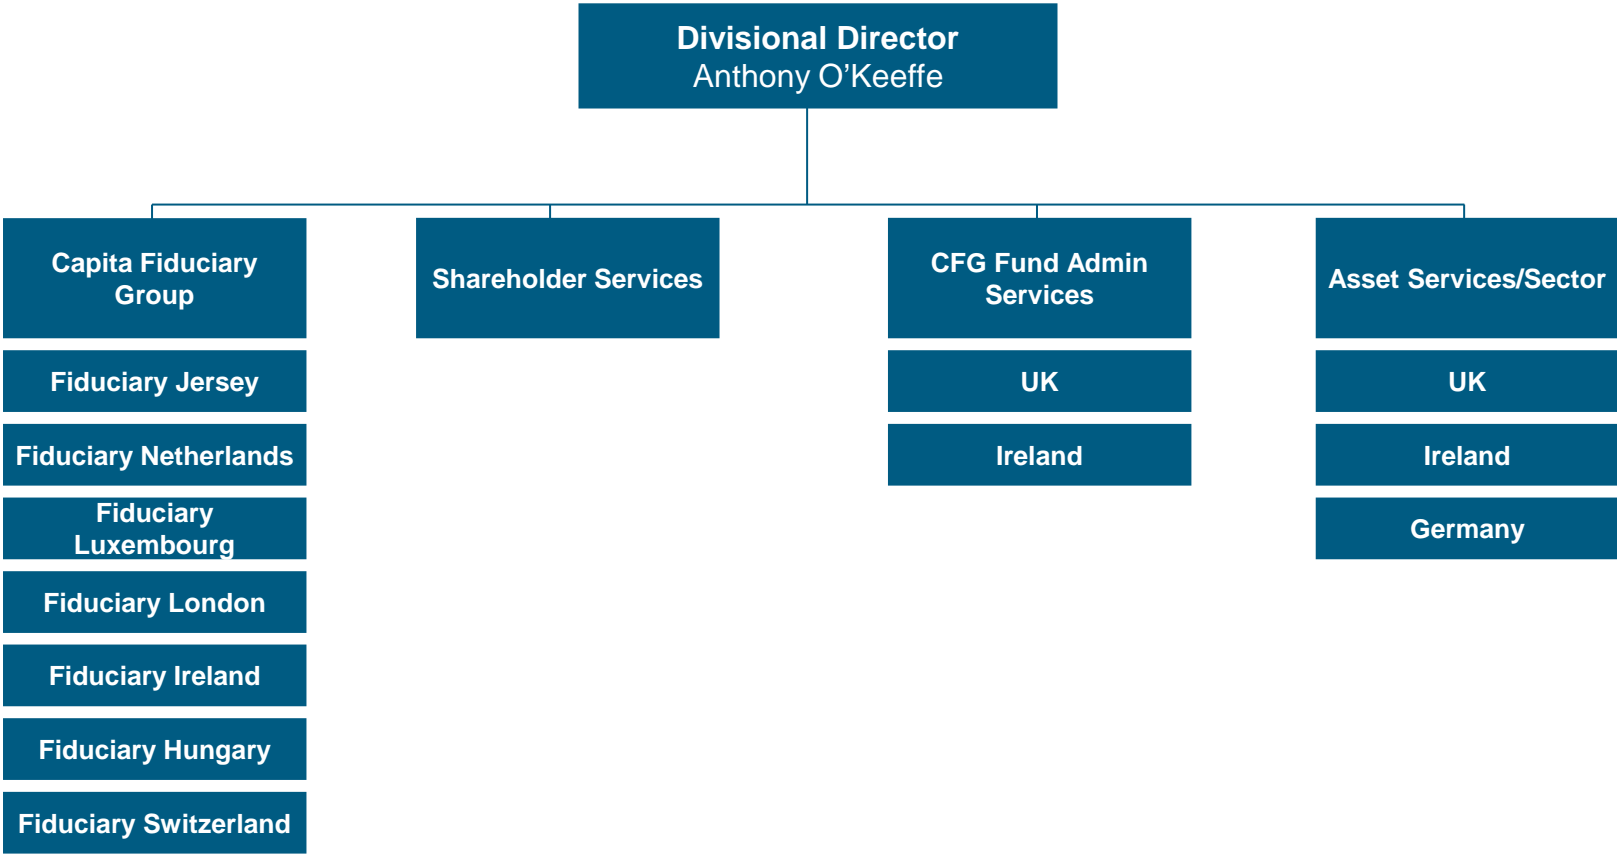 Divisional Director
Anthony O'Keeffe
Capita Fiduciary
Group
Shareholder Services
CFG Fund Admin
Services
Asset Services/Sector
Fiduciary Jersey
UK
UK
Fiduciary Netherlands
Ireland
Ireland
Fiduciary
Luxembourg
Germany
Fiduciary London
Fiduciary Ireland
Fiduciary Hungary
Fiduciary Switzerland